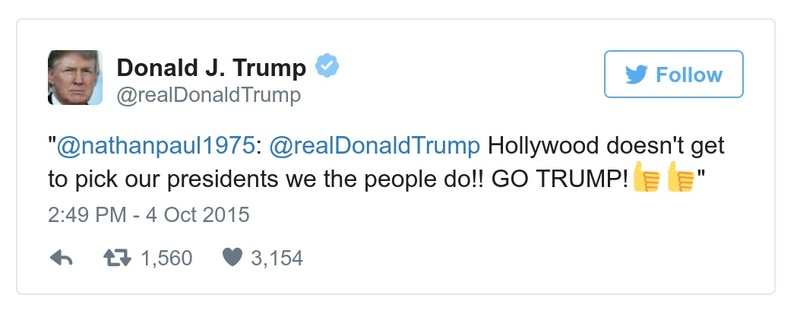 Donald J. Trump
Follow
@realDonaldTrump
"@nathanpaul1975: @realDonaldTrump Hollywood doesn't get
to pick our presidents we the people do!! GO TRUMP!👍👍"
2:49 PM - 4 Oct 2015
1,560 3,154